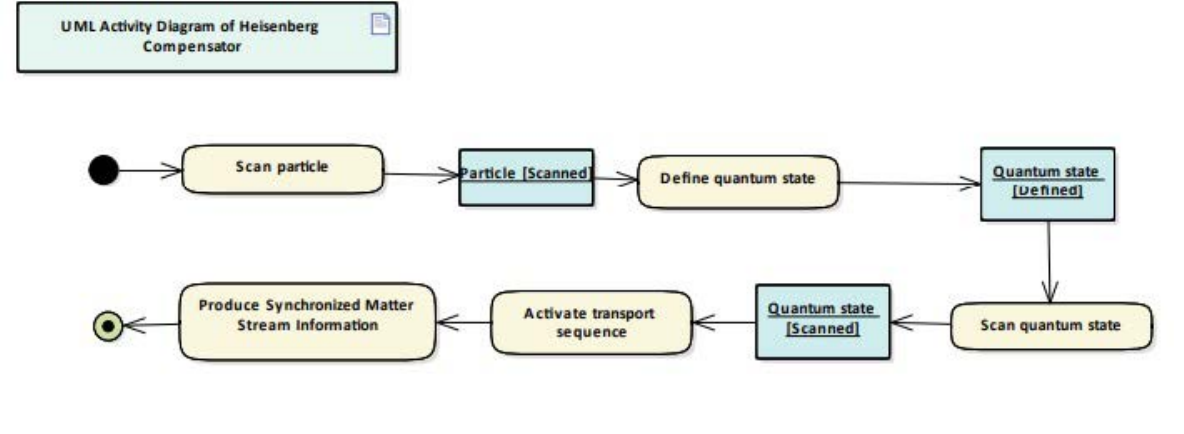 UML Activity Diagram of Heisenberg
Compensator
Scan particle
Particle [Scanned]
Define quantum state
Quantum state
[Defined]
Scan quantum state
Quantum state
[Scanned]
Activate transport
sequence
Produce Synchronized Matter
Stream Information